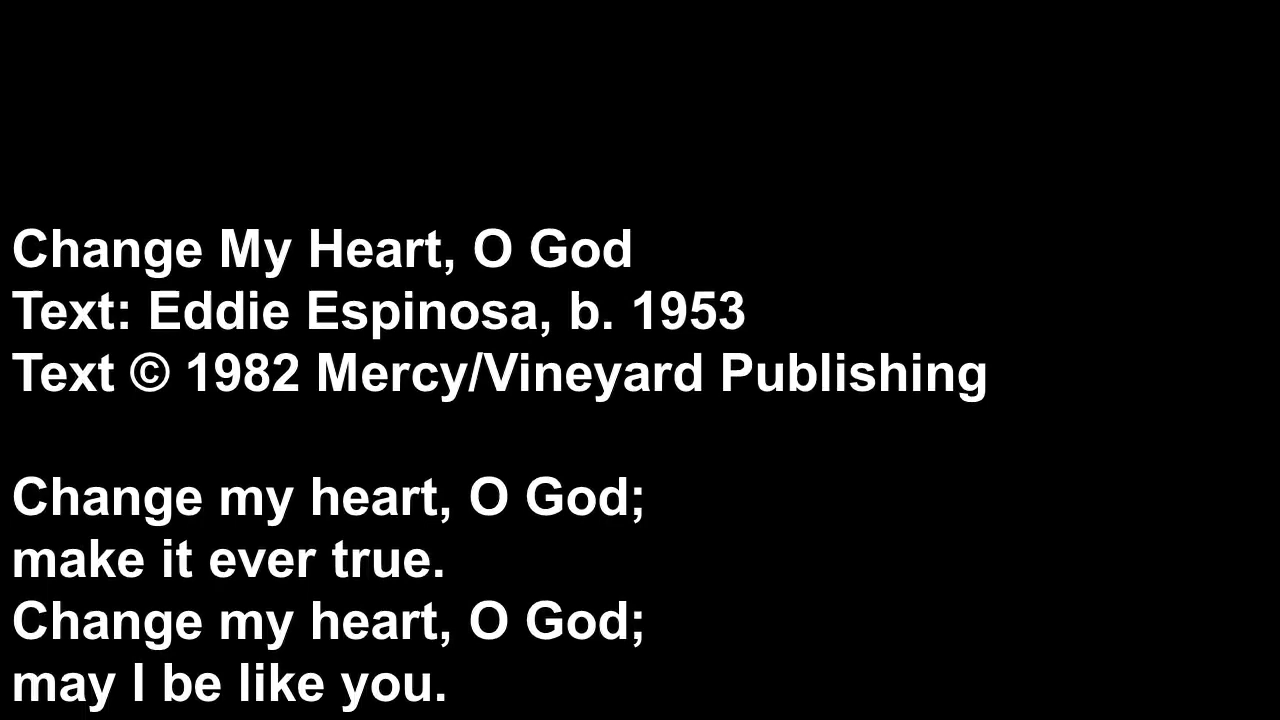 Change My Heart, O God
Text: Eddie Espinosa, b. 1953
Text © 1982 Mercy/Vineyard Publishing
Change my heart, O God;
make it ever true.
Change my heart, O God;
may I be like you.